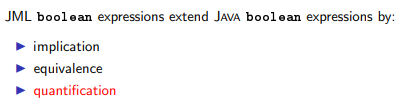 JML boolean expressions extend JAVA boolean expressions by:
▶ implication
▶ equivalence
▶ quantification